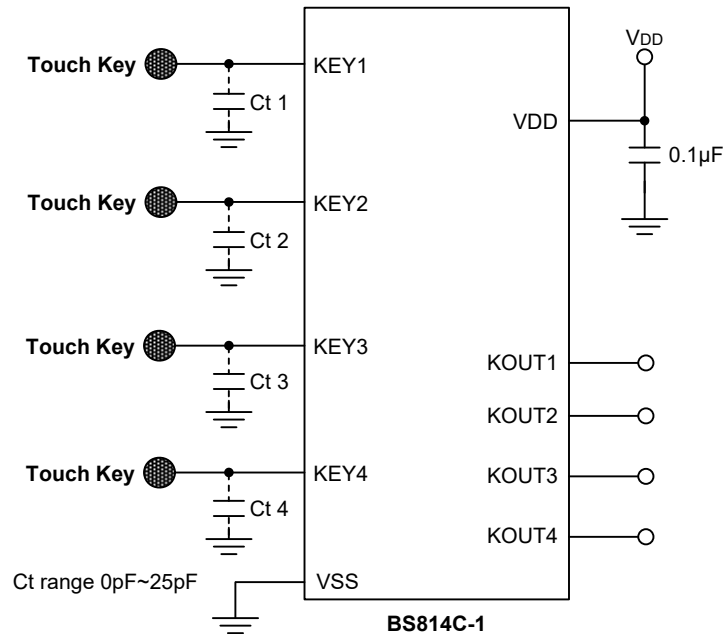 Touch Key
KEY1
Ct 1
Touch Key
KEY2
Ct 2
Touch Key
KEY3
Ct 3
Touch Key
KEY4
Ct 4
Ct range 0pF~25pF
VSS
VDD
VDD
0.1µF
KOUT1
KOUT2
KOUT3
KOUT4
BS814C-1